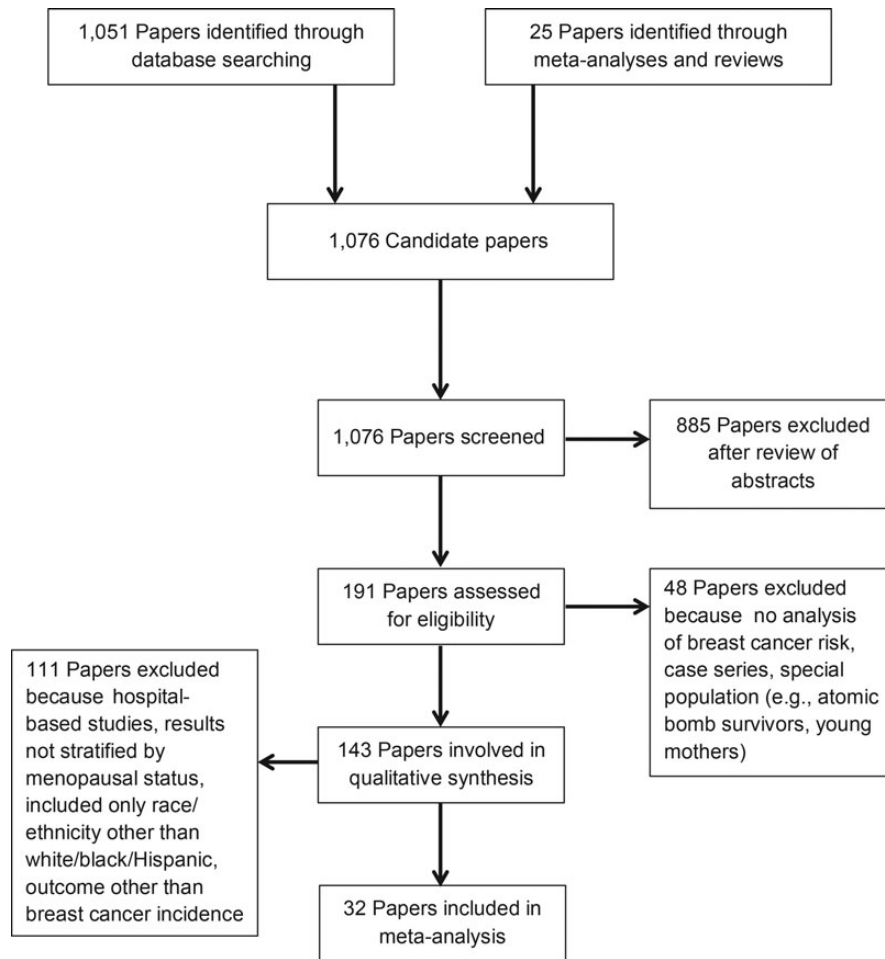 1,051 Papers identified through
database searching
25 Papers identified through
meta-analyses and reviews
1,076 Candidate papers
1,076 Papers screened
885 Papers excluded
after review of
abstracts
191 Papers assessed
for eligibility
48 Papers excluded
because no analysis
of breast cancer risk,
case series, special
population (e.g., atomic
bomb survivors, young
mothers)
111 Papers excluded
because hospital-
based studies, results
not stratified by
menopausal status,
included only race/
ethnicity other than
white/black/Hispanic,
outcome other than
breast cancer incidence
143 Papers involved in
qualitative synthesis
32 Papers included in
meta-analysis